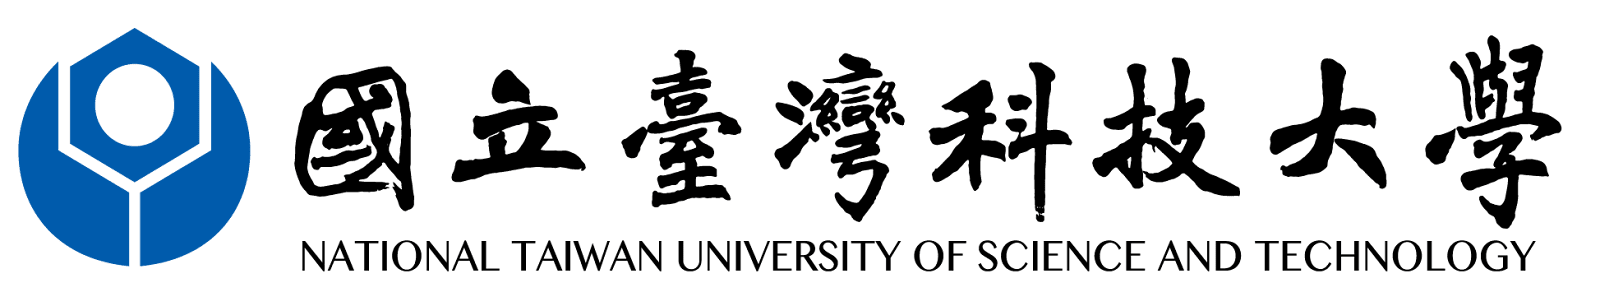 國立臺灣科技大學
NATIONAL TAIWAN UNIVERSITY OF SCIENCE AND TECHNOLOGY